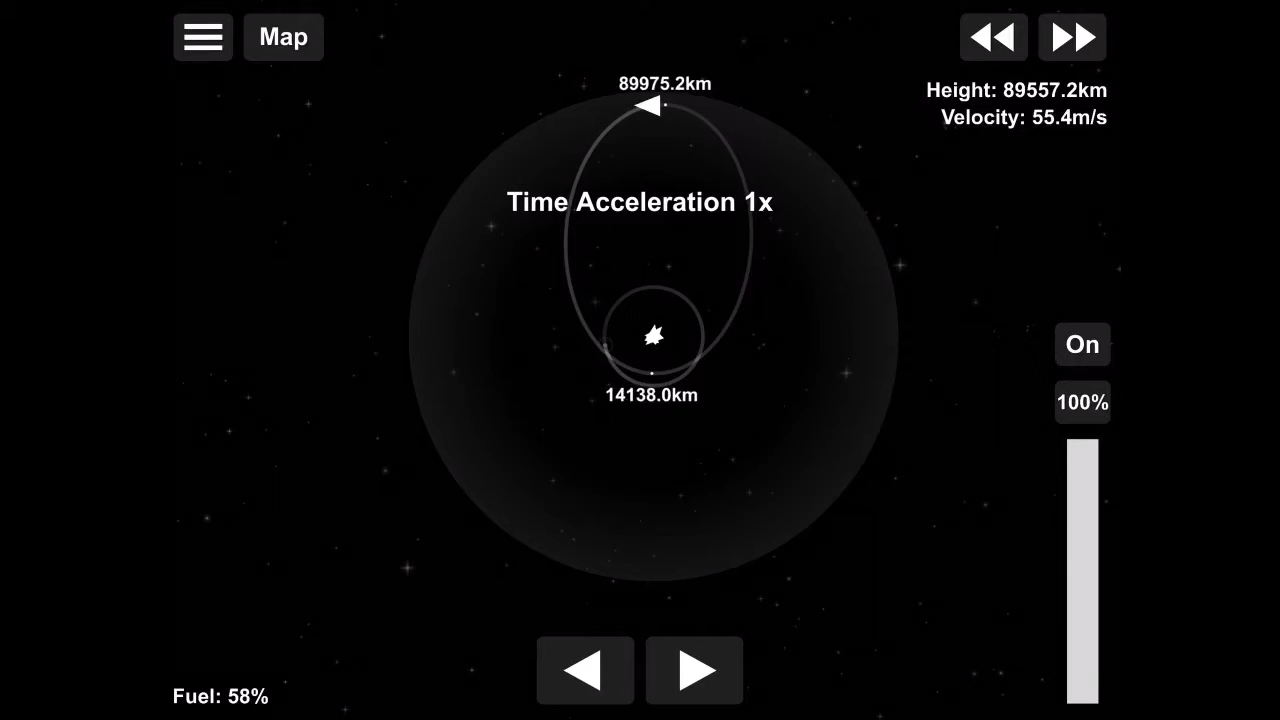 Map
89975.2km
Height: 89557.2km
Velocity: 55.4m/s
Time Acceleration 1x
On
14138.0km
100%
Fuel: 58%